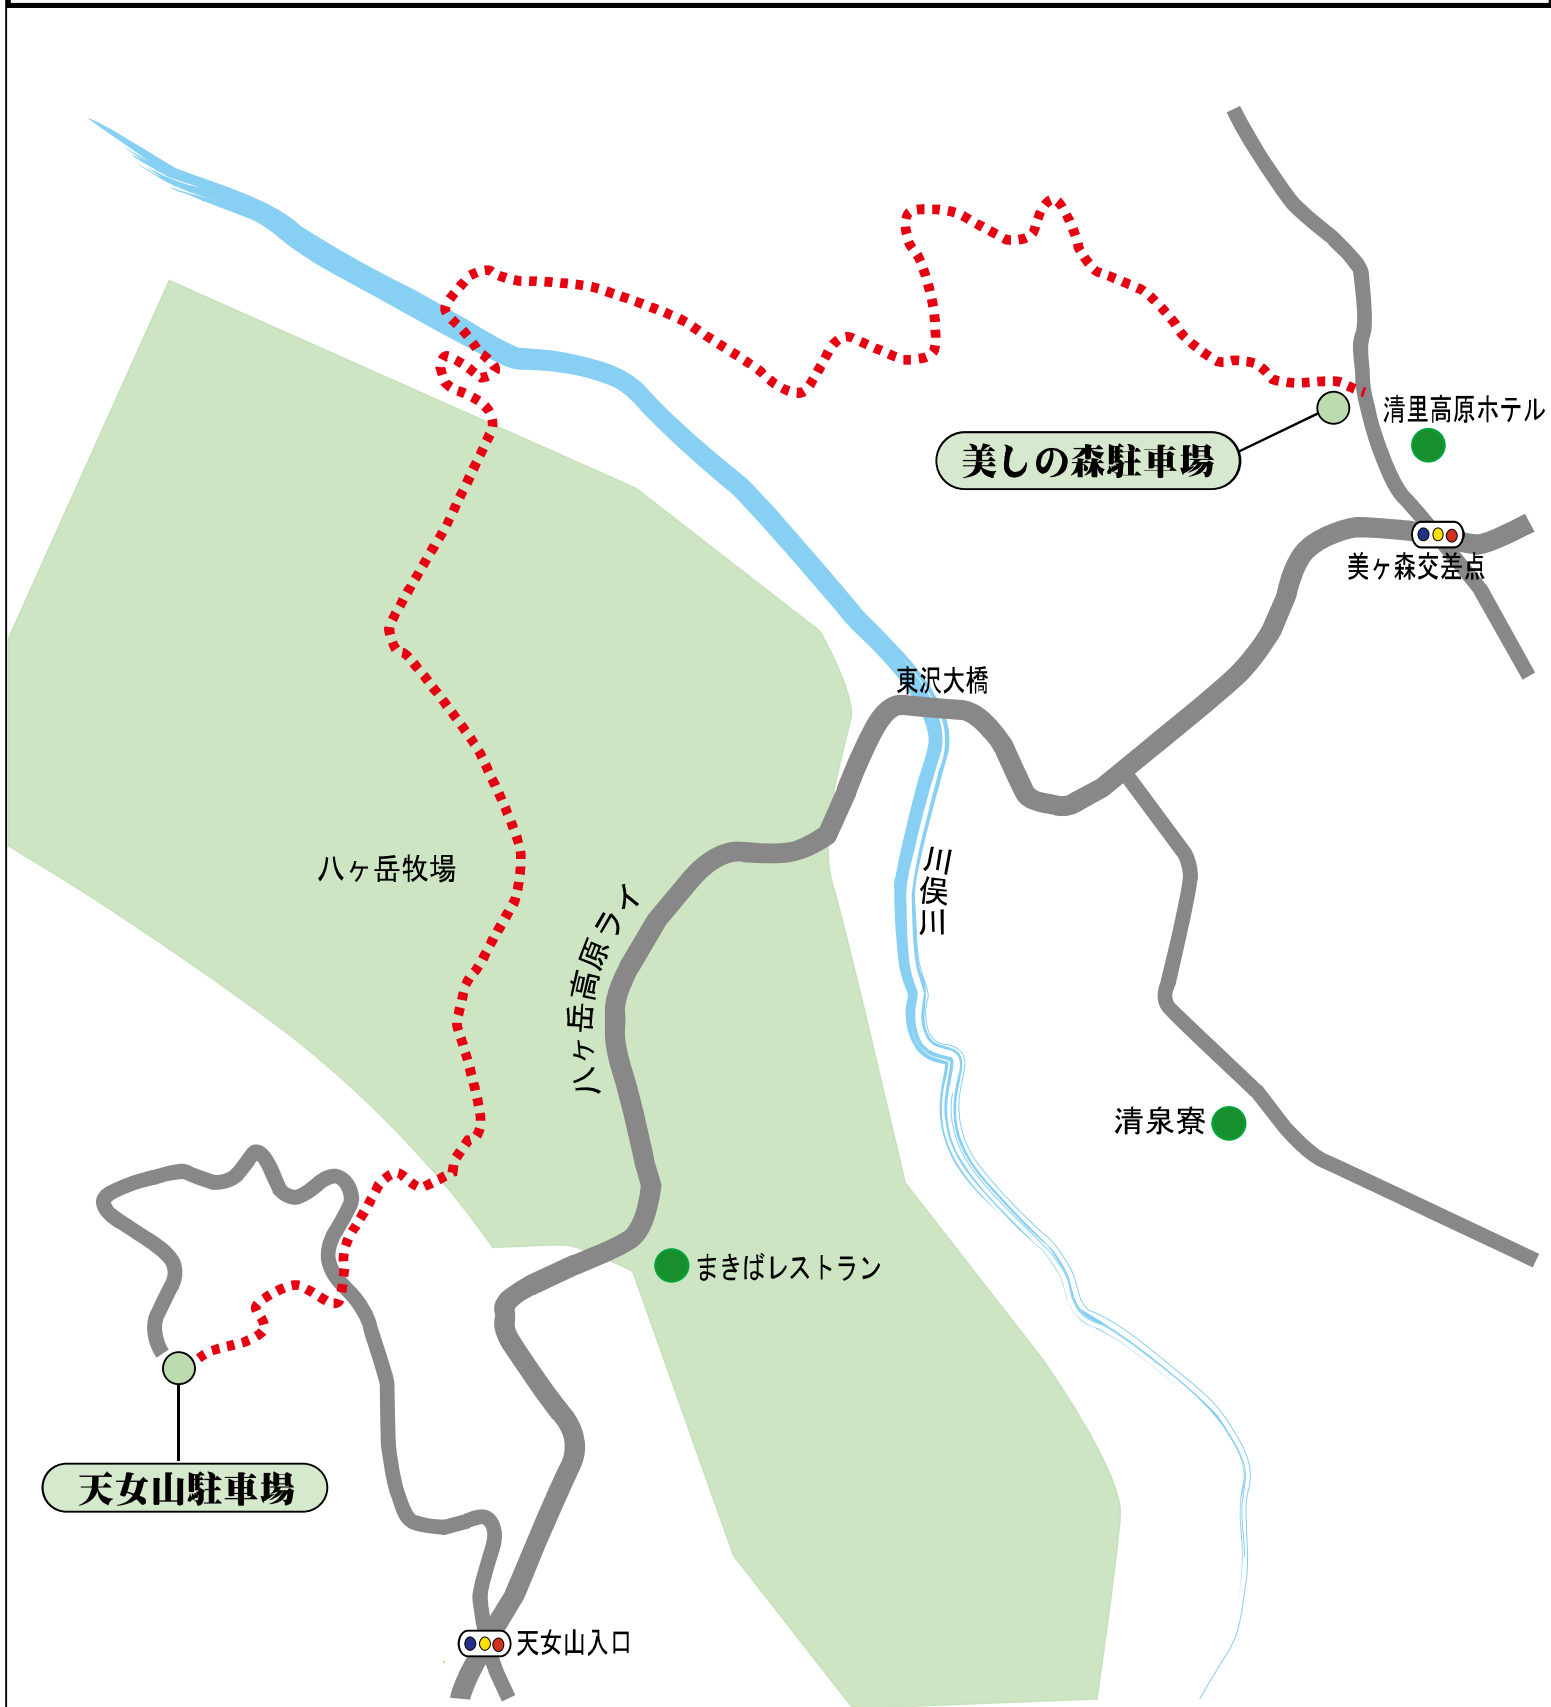 清里高原ホテル
美しの森駐車場
美ヶ森交差点
東沢大橋
川俣川
八ヶ岳牧場
八ヶ岳高原ライ
清泉寮
まきばレストラン
天女山駐車場
天女山入口